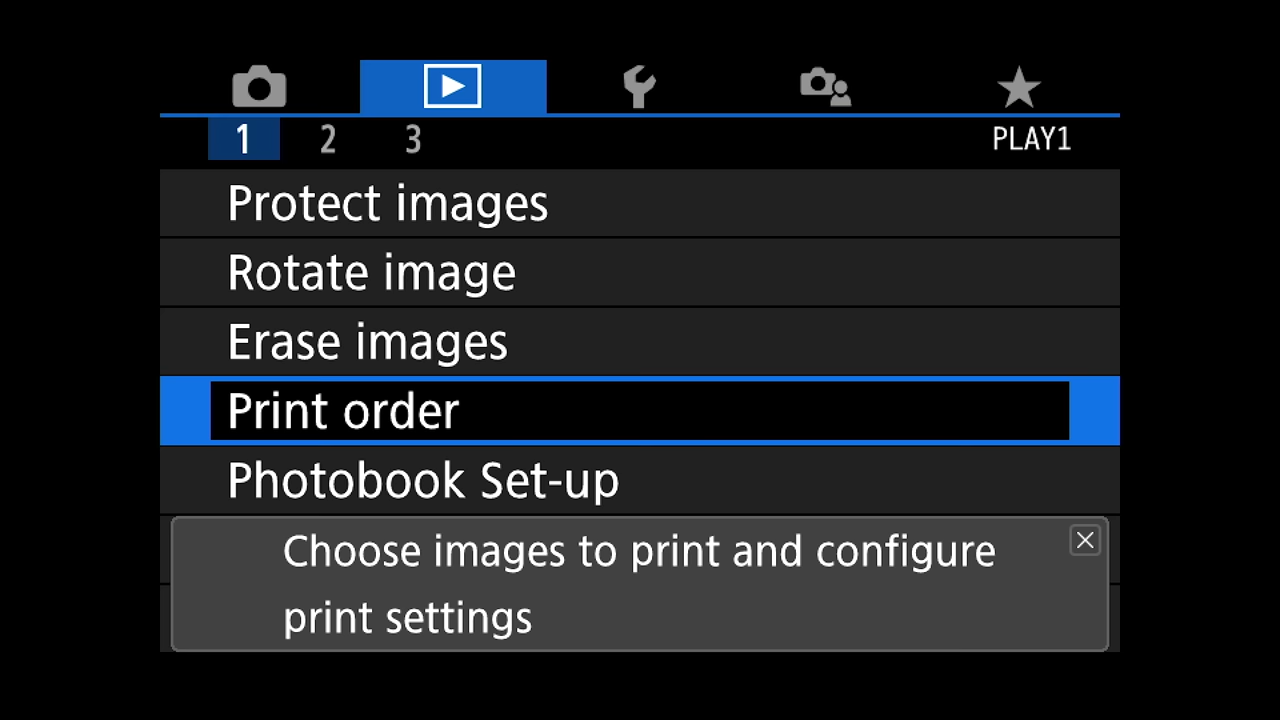 1 2 3 PLAY1
Protect images
Rotate image
Erase images
Print order
Photobook Set-up
Choose images to print and configure
print settings